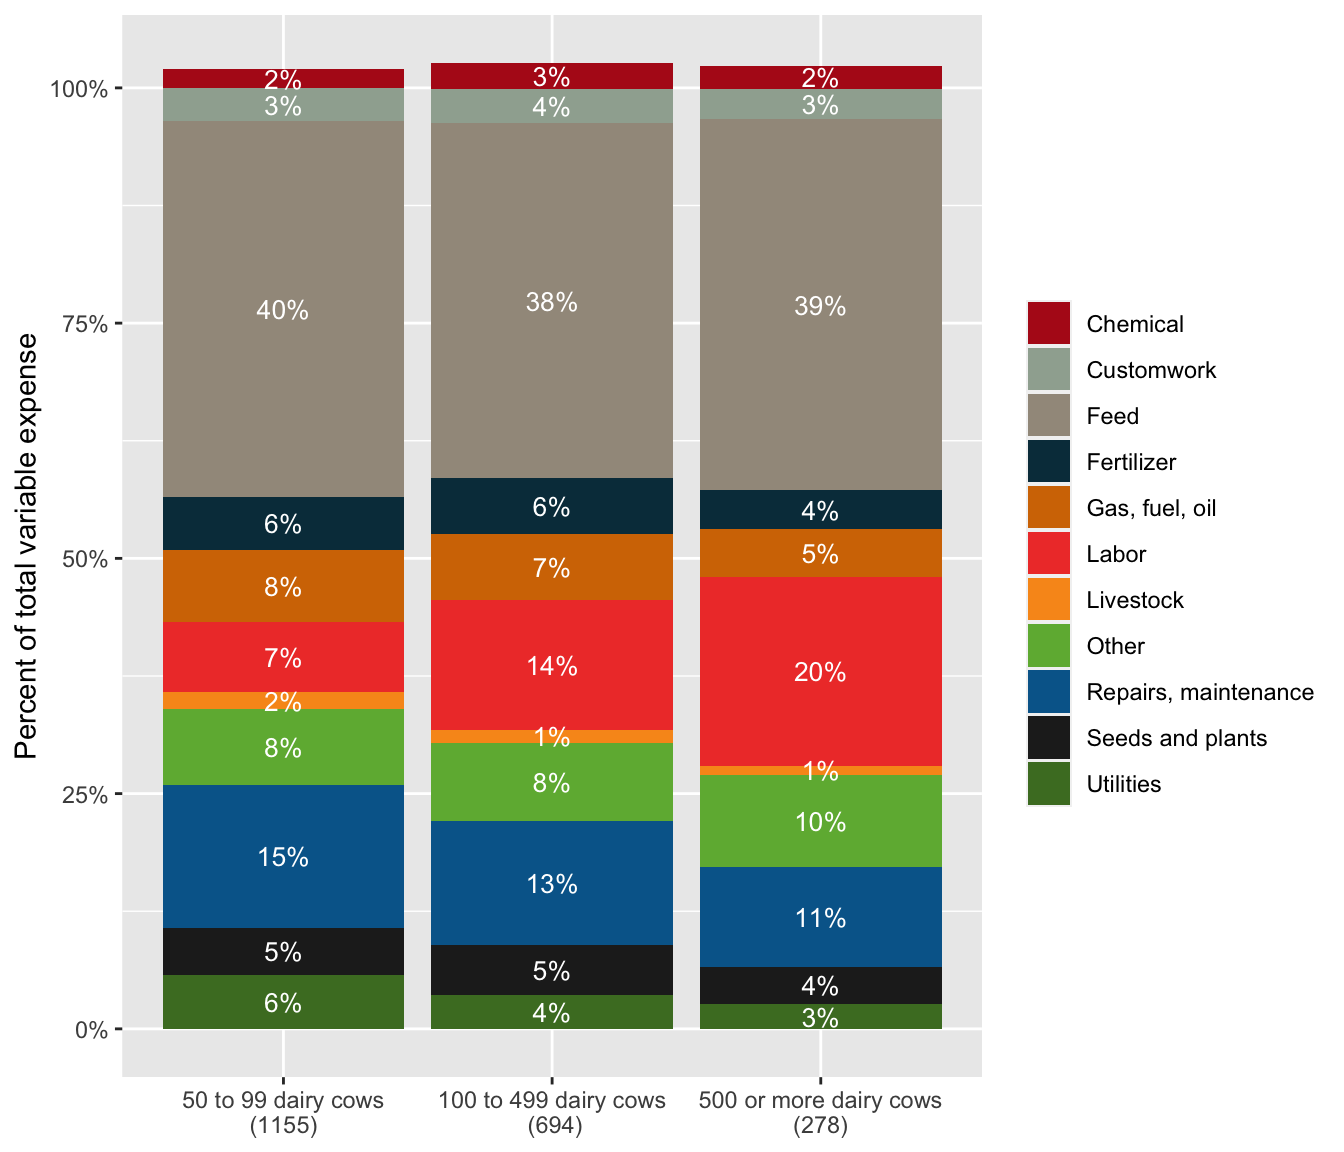 Percent of total variable expense
100%
75%
50%
25%
0%
2%
3%
40%
6%
8%
7%
2%
8%
15%
5%
6%
3%
4%
38%
6%
7%
14%
1%
8%
13%
5%
4%
2%
3%
39%
4%
5%
20%
1%
10%
11%
4%
3%
50 to 99 dairy cows
(1155)
100 to 499 dairy cows
(694)
500 or more dairy cows
(278)
Chemical
Customwork
Feed
Fertilizer
Gas, fuel, oil
Labor
Livestock
Other
Repairs, maintenance
Seeds and plants
Utilities